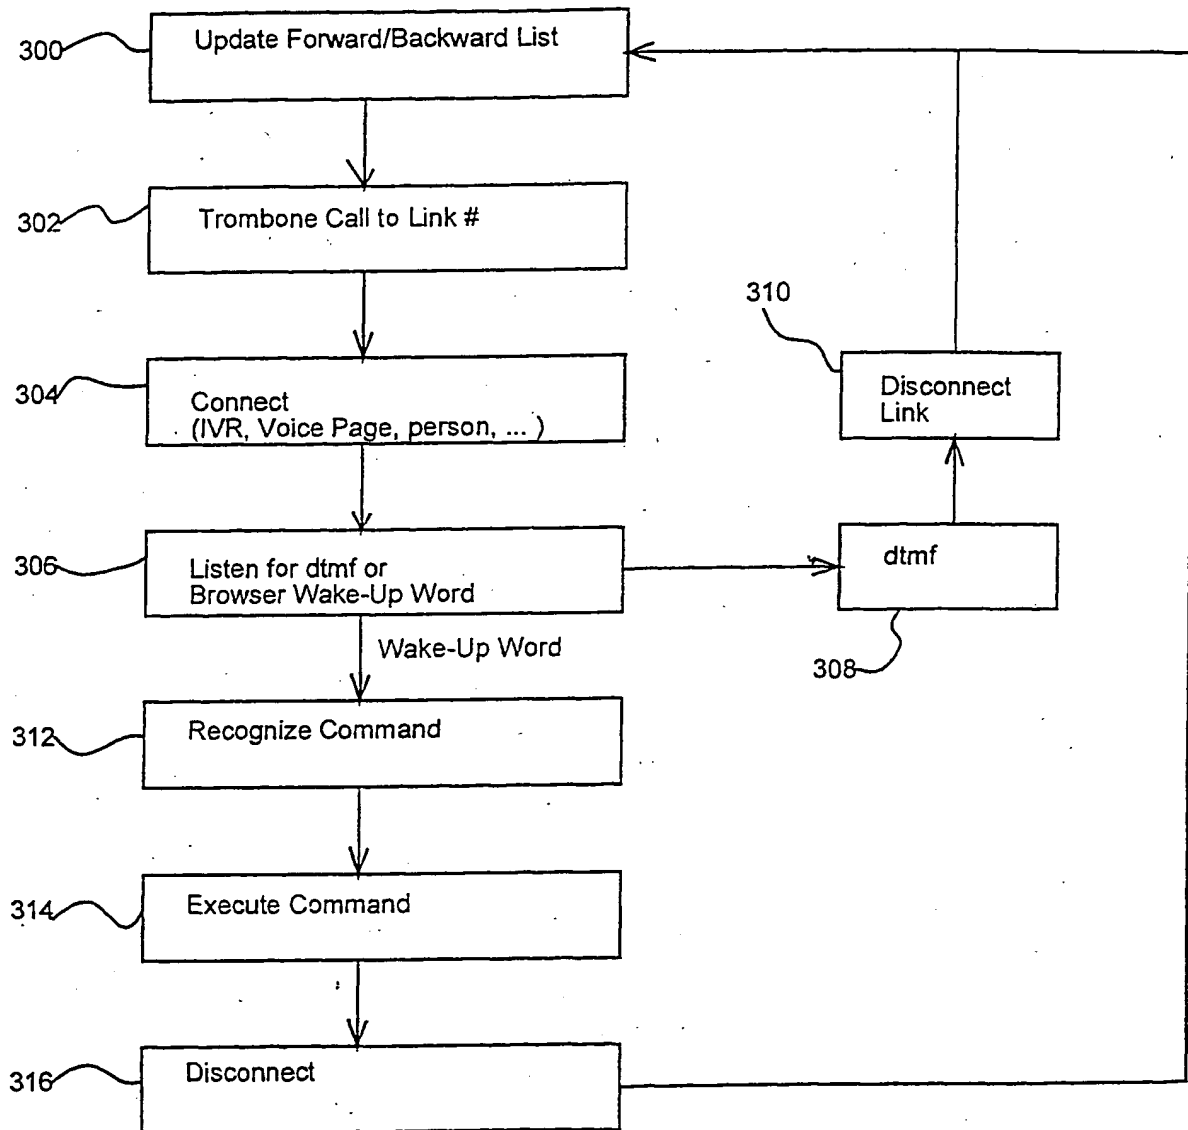 300
Update Forward/Backward List
302
Trombone Call to Link #
304
Connect
(IVR, Voice Page, person, ... )
310
Disconnect
Link
306
Listen for dtmf or
Browser Wake-Up Word
dtmf
308
Wake-Up Word
312
Recognize Command
314
Execute Command
316
Disconnect